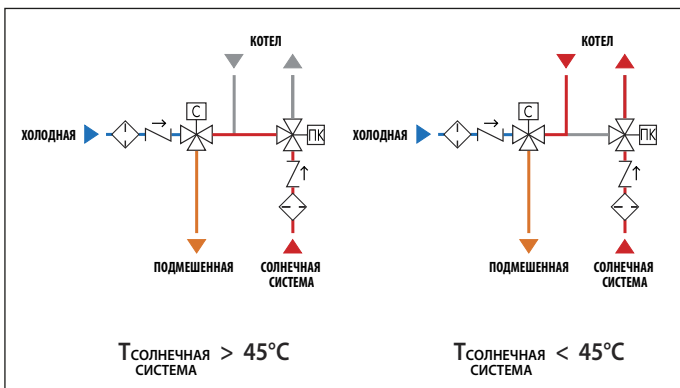 КОТЕЛ
С
ХОЛОДНАЯ
ПК
ПОДМЕШЕННАЯ
СОЛНЕЧНАЯ
СИСТЕМА
TСОЛНЕЧНАЯ > 45°C
СИСТЕМА
КОТЕЛ
С
ХОЛОДНАЯ
ПК
ПОДМЕШЕННАЯ
СОЛНЕЧНАЯ
СИСТЕМА
TСОЛНЕЧНАЯ < 45°C
СИСТЕМА